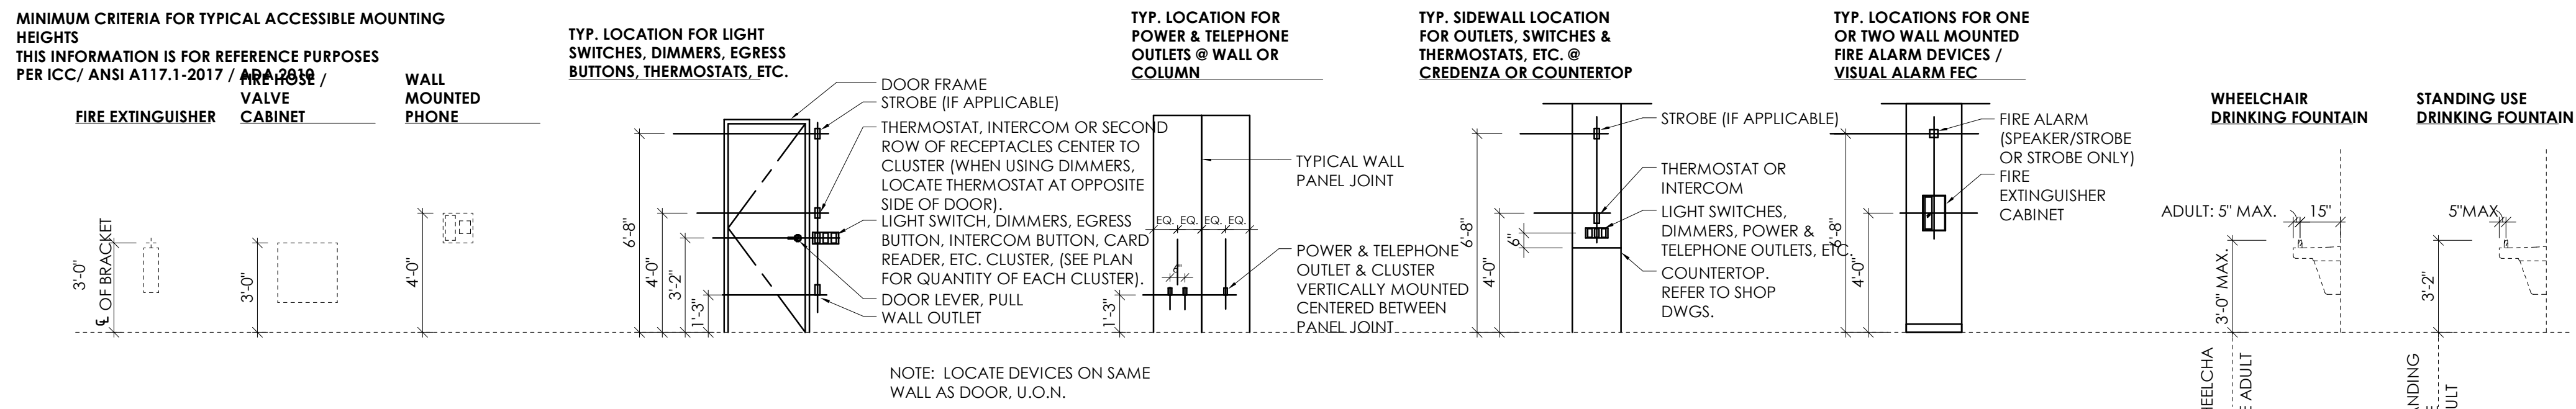 MINIMUM CRITERIA FOR TYPICAL ACCESSIBLE MOUNTING
HEIGHTS
THIS INFORMATION IS FOR REFERENCE PURPOSES
PER ICC/ ANSI A117.1-2017 / ADA 2010
FIRE EXTINGUISHER
3'-0"
℄ OF BRACKET
FIRE HOSE /
VALVE
CABINET
3'-0"
WALL
MOUNTED
PHONE
4'-0"
TYP. LOCATION FOR LIGHT
SWITCHES, DIMMERS, EGRESS
BUTTONS, THERMOSTATS, ETC.
6'-8"
4'-0"
3'-2"
1'-3"
DOOR FRAME
STROBE (IF APPLICABLE)
THERMOSTAT, INTERCOM OR SECOND
ROW OF RECEPTACLES CENTER TO
CLUSTER (WHEN USING DIMMERS,
LOCATE THERMOSTAT AT OPPOSITE
SIDE OF DOOR).
LIGHT SWITCH, DIMMERS, EGRESS
BUTTON, INTERCOM BUTTON, CARD
READER, ETC. CLUSTER, (SEE PLAN
FOR QUANTITY OF EACH CLUSTER).
DOOR LEVER, PULL
WALL OUTLET
NOTE: LOCATE DEVICES ON SAME
WALL AS DOOR, U.O.N.
TYP. LOCATION FOR
POWER & TELEPHONE
OUTLETS @ WALL OR
COLUMN
EQ. EQ. EQ. EQ.
1'-3"
TYPICAL WALL
PANEL JOINT
POWER & TELEPHONE
OUTLET & CLUSTER
VERTICALLY MOUNTED
CENTERED BETWEEN
PANEL JOINT
TYP. SIDEWALL LOCATION
FOR OUTLETS, SWITCHES &
THERMOSTATS, ETC. @
CREDENZA OR COUNTERTOP
6'-8"
4'-0"
6"
STROBE (IF APPLICABLE)
THERMOSTAT OR
INTERCOM
LIGHT SWITCHES,
DIMMERS, POWER &
TELEPHONE OUTLETS, ETC.
COUNTERTOP.
REFER TO SHOP
DWGS.
TYP. LOCATIONS FOR ONE
OR TWO WALL MOUNTED
FIRE ALARM DEVICES /
VISUAL ALARM FEC
6'-8"
4'-0"
FIRE ALARM
(SPEAKER/STROBE
OR STROBE ONLY)
FIRE
EXTINGUISHER
CABINET
WHEELCHAIR
DRINKING FOUNTAIN
ADULT: 5" MAX.
15"
3'-0" MAX.
STANDING USE
DRINKING FOUNTAIN
5"MAX
3'-2"